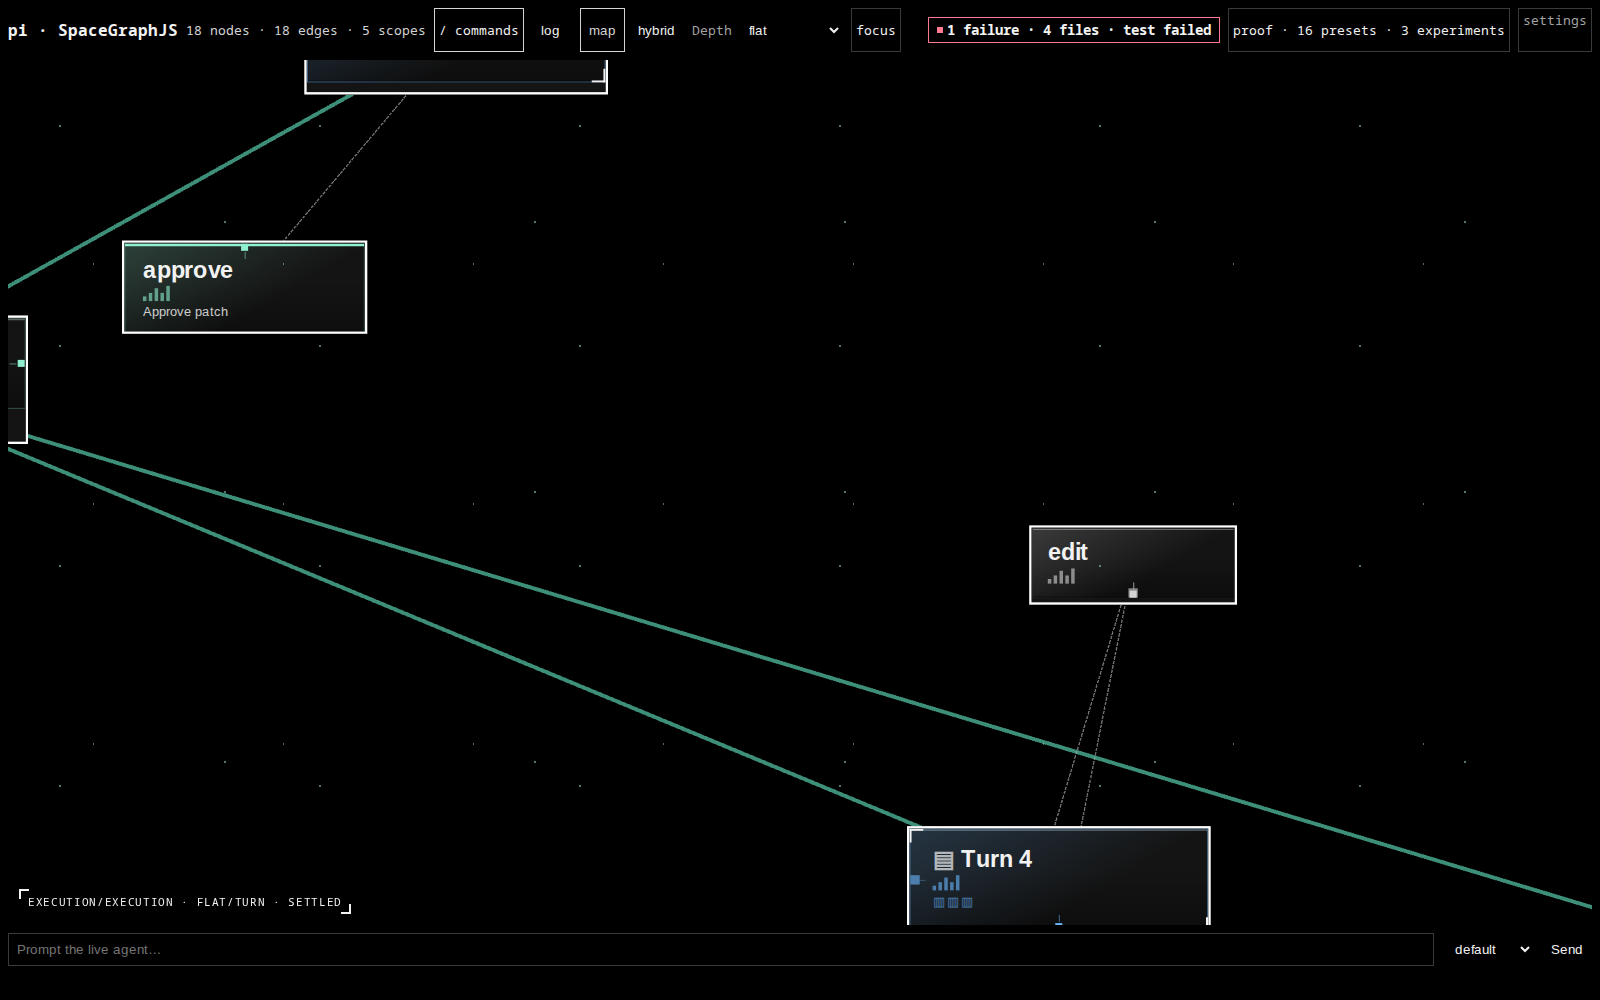 pi · SpaceGraphJS 18 nodes · 18 edges · 5 scopes / commands log map hybrid Depth flat focus 1 failure · 4 files · test failed proof · 16 presets · 3 experiments settings
approve
Approve patch
edit
Turn 4
EXECUTION/EXECUTION · FLAT/TURN · SETTLED
Prompt the live agent… default Send